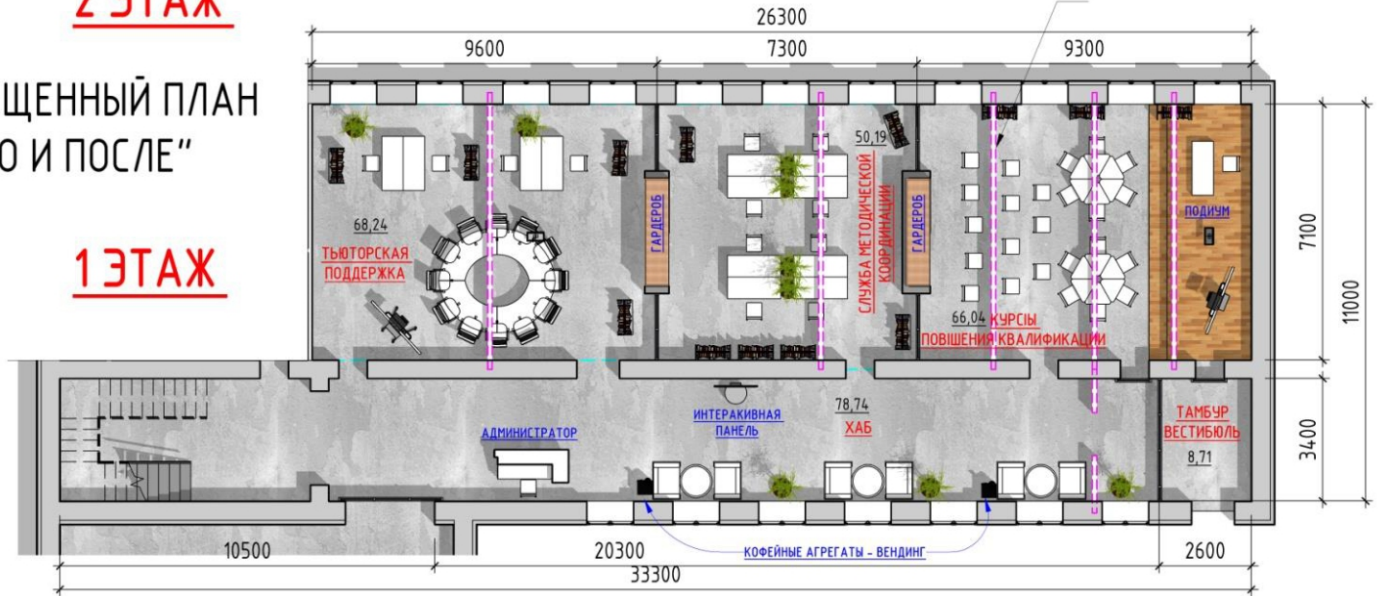 2 ЭТАЖ
ЩЕННЫЙ ПЛАН
О И ПОСЛЕ"
1 ЭТАЖ
26300
9600
7300
9300
68,24
ТЬЮТОРСКАЯ
ПОДДЕРЖКА
ГАРДЕРОБ
50,19
СЛУЖБА МЕТОДИЧЕСКОЙ
КООРДИНАЦИИ
ГАРДЕРОБ
66,04 КУРСЫ
ПОВІШЕНИЯ КВАЛИФИКАЦИИ
ПОДИУМ
7100
11000
3400
АДМИНИСТРАТОР
ИНТЕРАКИВНАЯ
ПАНЕЛЬ
78,74
ХАБ
ТАМБУР
ВЕСТИБЮЛЬ
8,71
КОФЕЙНЫЕ АГРЕГАТЫ - ВЕНДИНГ
10500
20300
2600
33300